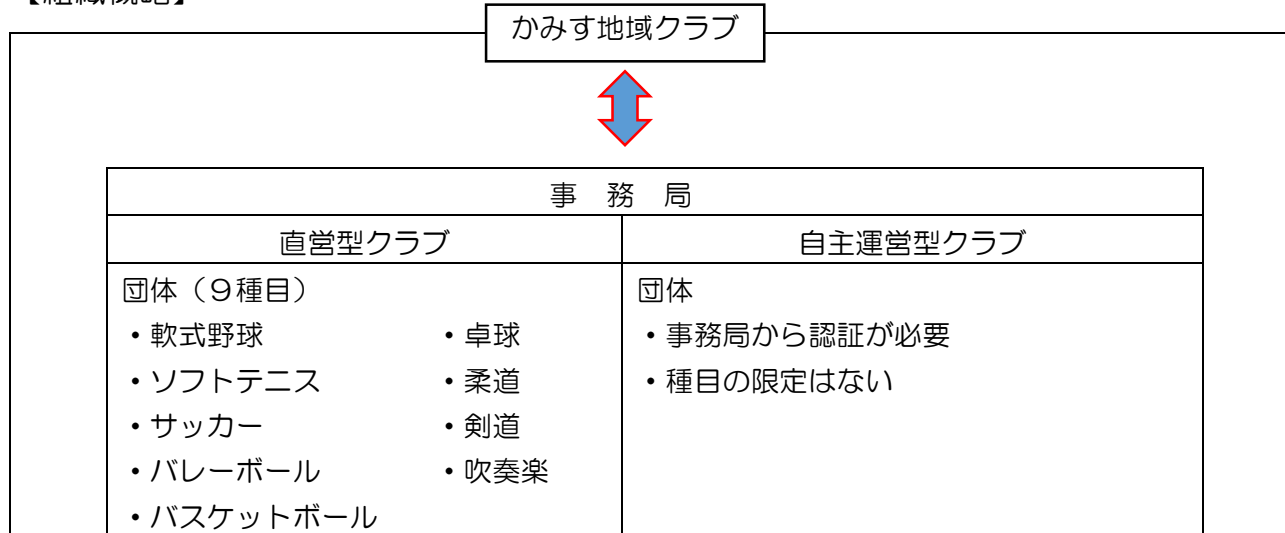 【組織概略】
かみす地域クラブ
事　務　局
直営型クラブ
自主運営型クラブ
団体（９種目）
・軟式野球
・卓球
・ソフトテニス
・柔道
・サッカー
・剣道
・バレーボール
・吹奏楽
・バスケットボール
団体
・事務局から認証が必要
・種目の限定はない